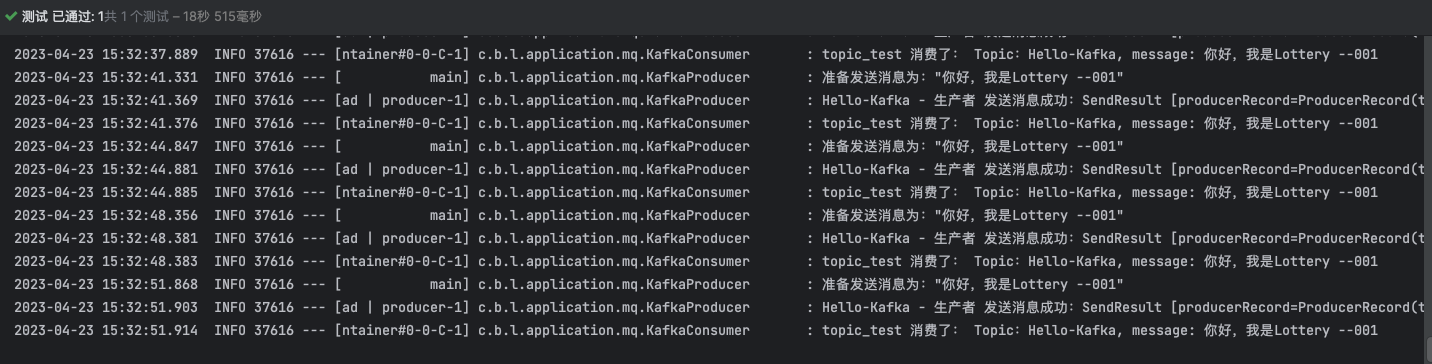 测试 已通过: 1共 1 个测试 – 18秒 515毫秒
2023-04-23 15:32:37.889  INFO 37616 --- [ntainer#0-0-C-1] c.b.l.application.mq.KafkaConsumer       : topic_test 消费了： Topic：Hello-Kafka, message: 你好，我是Lottery --001
2023-04-23 15:32:41.331  INFO 37616 --- [           main] c.b.l.application.mq.KafkaProducer       : 准备发送消息为："你好，我是Lottery --001"
2023-04-23 15:32:41.369  INFO 37616 --- [ad | producer-1] c.b.l.application.mq.KafkaProducer       : Hello-Kafka - 生产者 发送消息成功：SendResult [producerRecord=ProducerRecord(t
2023-04-23 15:32:41.376  INFO 37616 --- [ntainer#0-0-C-1] c.b.l.application.mq.KafkaConsumer       : topic_test 消费了： Topic：Hello-Kafka, message: 你好，我是Lottery --001
2023-04-23 15:32:44.847  INFO 37616 --- [           main] c.b.l.application.mq.KafkaProducer       : 准备发送消息为："你好，我是Lottery --001"
2023-04-23 15:32:44.881  INFO 37616 --- [ad | producer-1] c.b.l.application.mq.KafkaProducer       : Hello-Kafka - 生产者 发送消息成功：SendResult [producerRecord=ProducerRecord(t
2023-04-23 15:32:44.885  INFO 37616 --- [ntainer#0-0-C-1] c.b.l.application.mq.KafkaConsumer       : topic_test 消费了： Topic：Hello-Kafka, message: 你好，我是Lottery --001
2023-04-23 15:32:48.356  INFO 37616 --- [           main] c.b.l.application.mq.KafkaProducer       : 准备发送消息为："你好，我是Lottery --001"
2023-04-23 15:32:48.381  INFO 37616 --- [ad | producer-1] c.b.l.application.mq.KafkaProducer       : Hello-Kafka - 生产者 发送消息成功：SendResult [producerRecord=ProducerRecord(t
2023-04-23 15:32:48.383  INFO 37616 --- [ntainer#0-0-C-1] c.b.l.application.mq.KafkaConsumer       : topic_test 消费了： Topic：Hello-Kafka, message: 你好，我是Lottery --001
2023-04-23 15:32:51.868  INFO 37616 --- [           main] c.b.l.application.mq.KafkaProducer       : 准备发送消息为："你好，我是Lottery --001"
2023-04-23 15:32:51.903  INFO 37616 --- [ad | producer-1] c.b.l.application.mq.KafkaProducer       : Hello-Kafka - 生产者 发送消息成功：SendResult [producerRecord=ProducerRecord(t
2023-04-23 15:32:51.914  INFO 37616 --- [ntainer#0-0-C-1] c.b.l.application.mq.KafkaConsumer       : topic_test 消费了： Topic：Hello-Kafka, message: 你好，我是Lottery --001